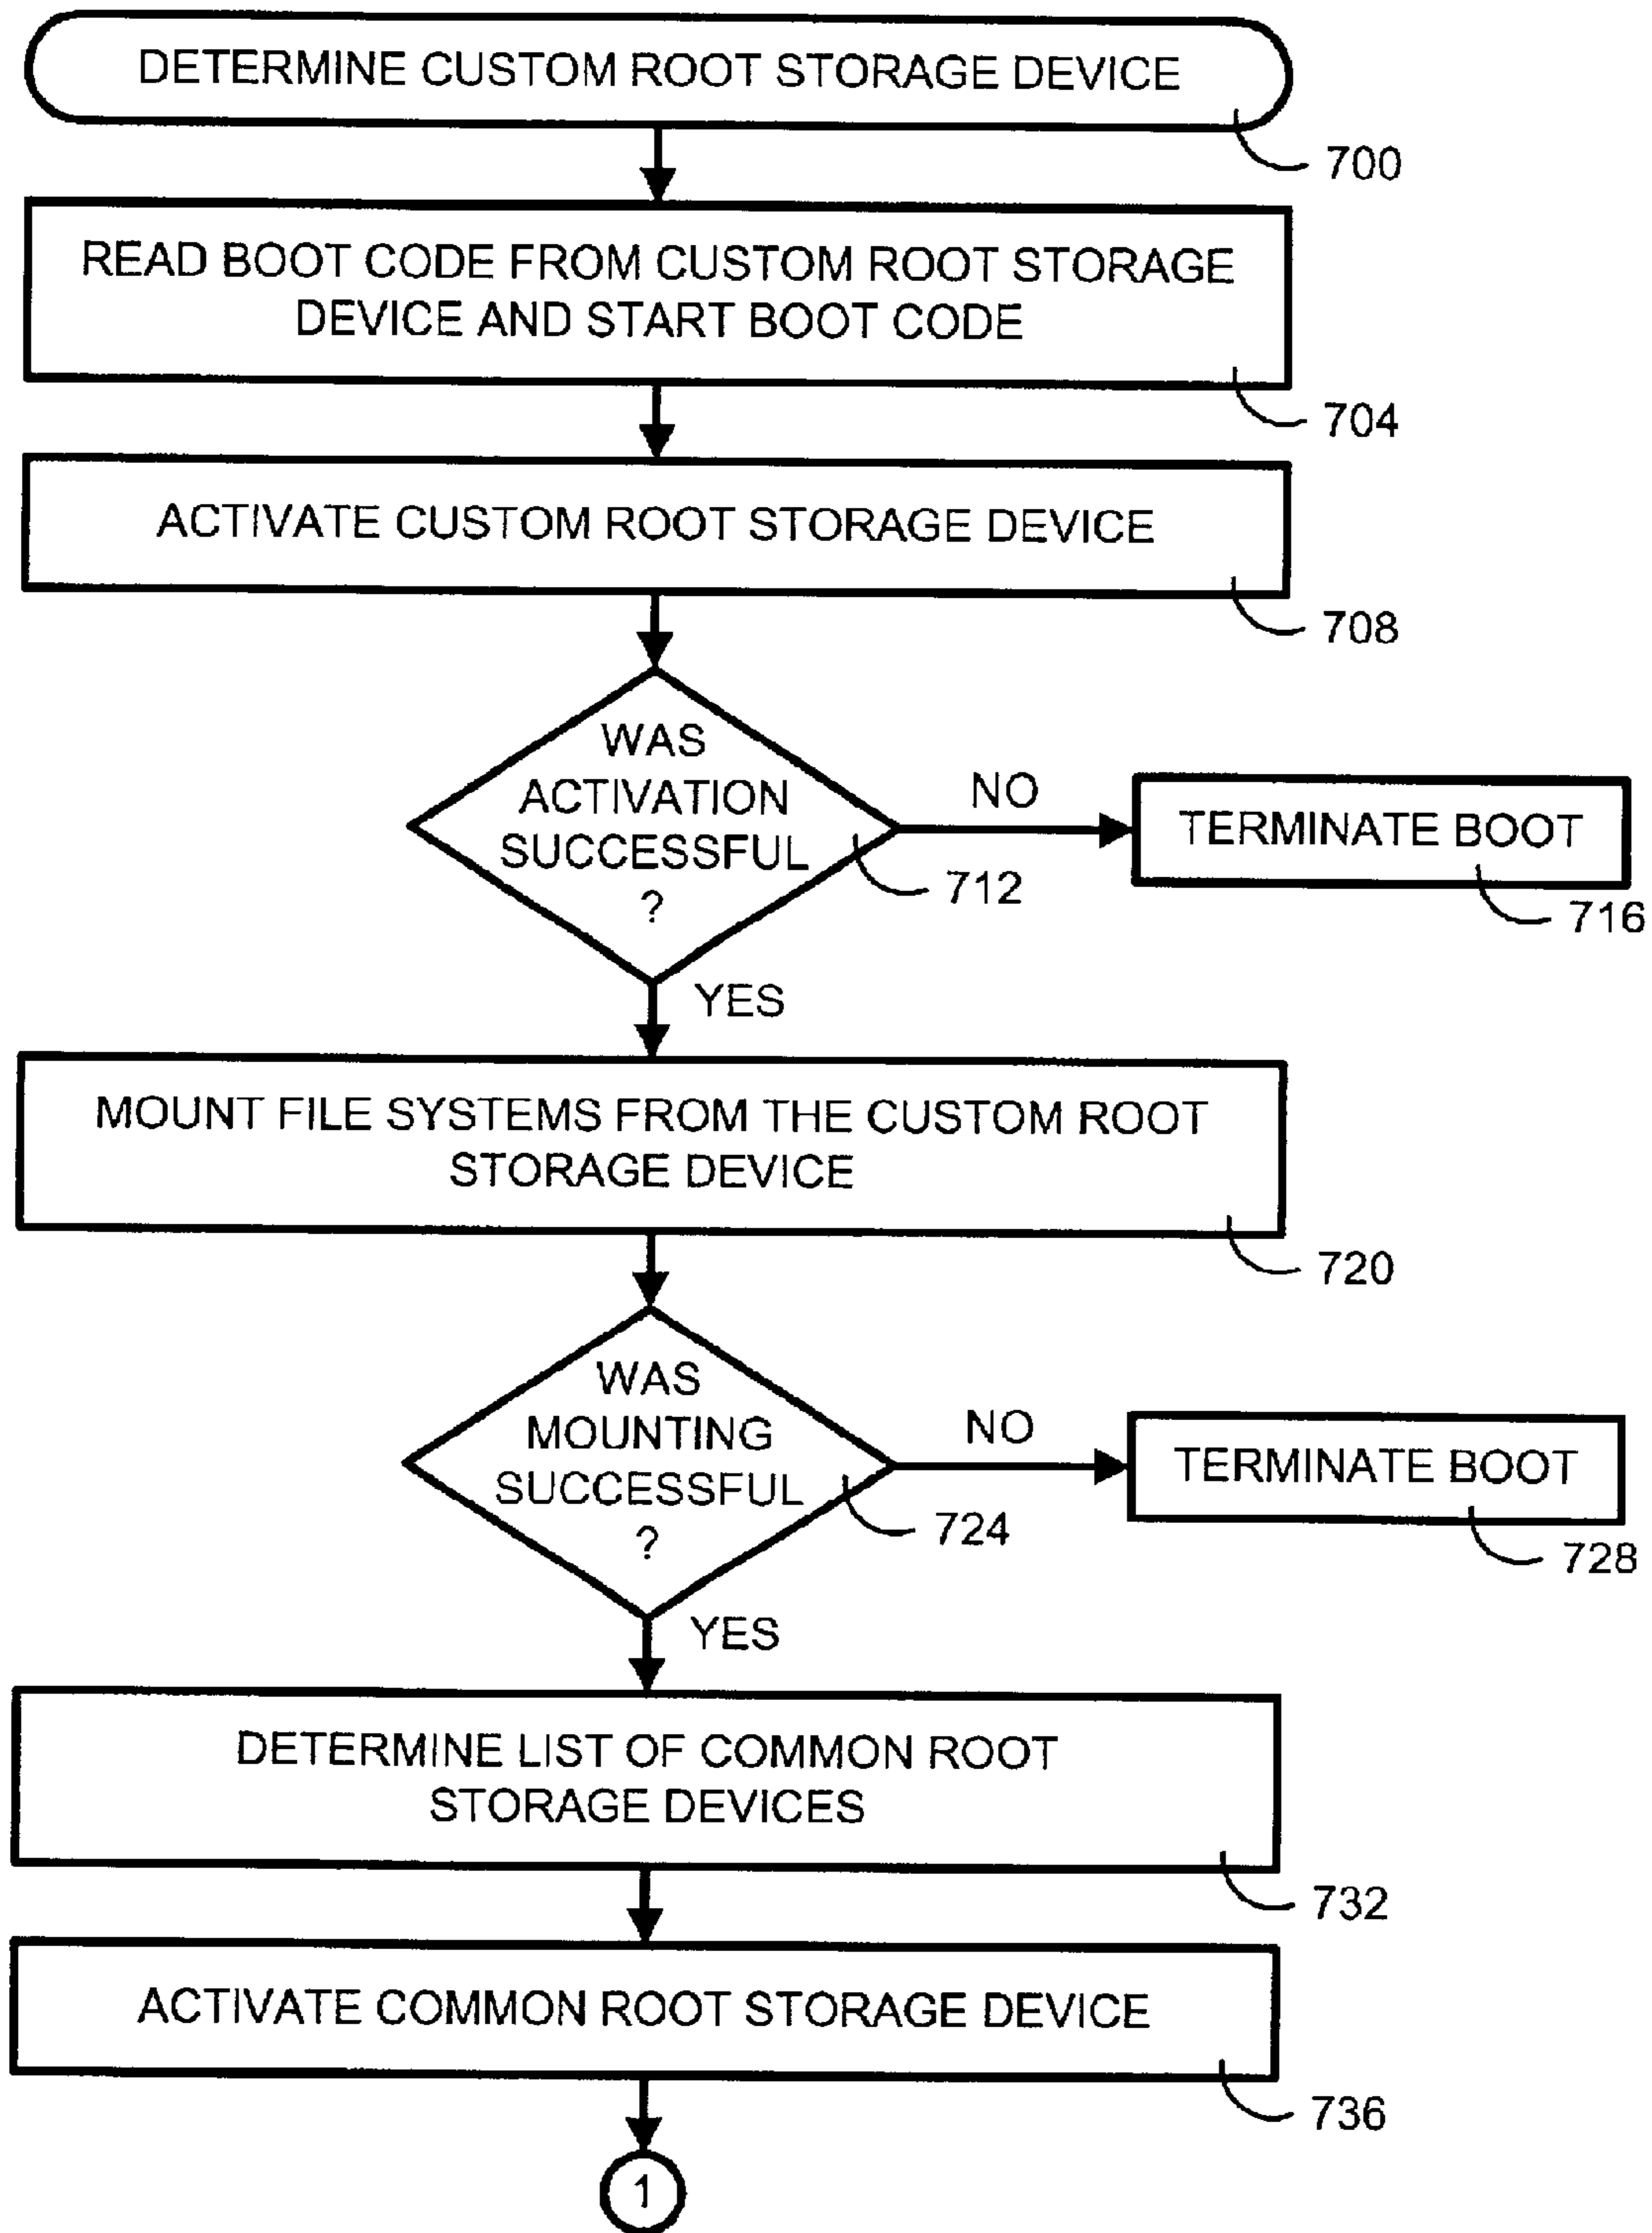 DETERMINE CUSTOM ROOT STORAGE DEVICE
700
READ BOOT CODE FROM CUSTOM ROOT STORAGE
DEVICE AND START BOOT CODE
704
ACTIVATE CUSTOM ROOT STORAGE DEVICE
708
WAS
ACTIVATION
SUCCESSFUL
?
712
NO
TERMINATE BOOT
716
YES
MOUNT FILE SYSTEMS FROM THE CUSTOM ROOT
STORAGE DEVICE
720
WAS
MOUNTING
SUCCESSFUL
?
724
NO
TERMINATE BOOT
728
YES
DETERMINE LIST OF COMMON ROOT
STORAGE DEVICES
732
ACTIVATE COMMON ROOT STORAGE DEVICE
736
1